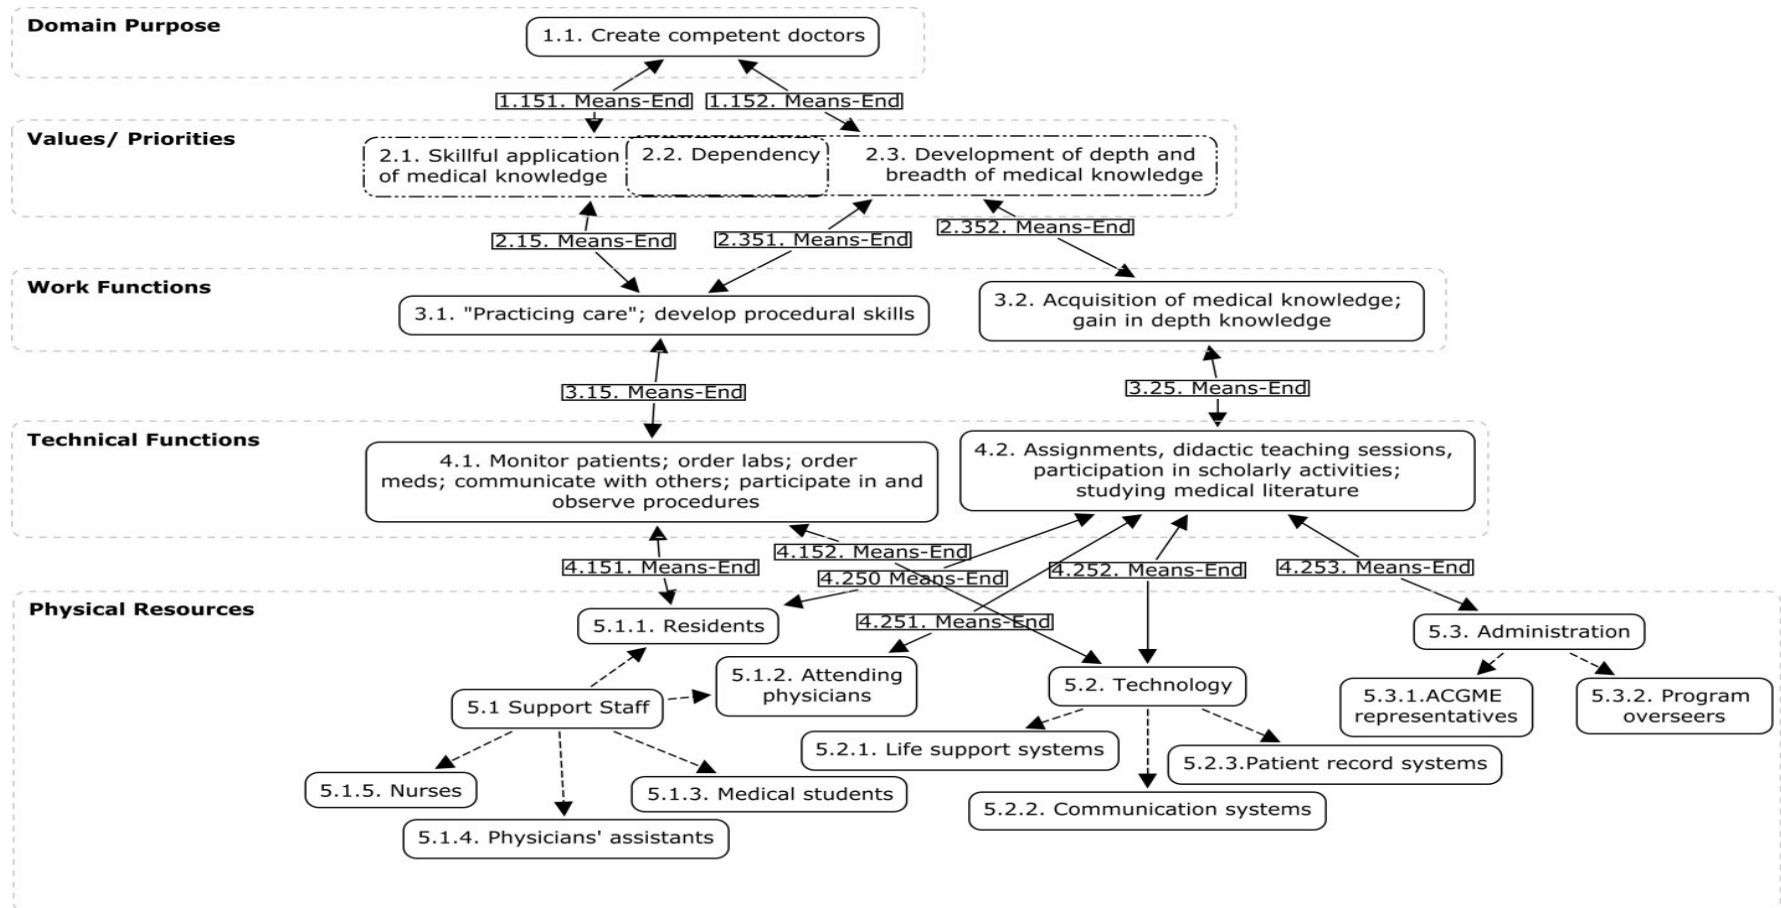 Domain Purpose
1.1. Create competent doctors
1.151. Means-End
1.152. Means-End
Values/ Priorities
2.1. Skillful application
of medical knowledge
2.2. Dependency
2.3. Development of depth and
breadth of medical knowledge
2.15. Means-End
2.351. Means-End
2.352. Means-End
Work Functions
3.1. "Practicing care"; develop procedural skills
3.2. Acquisition of medical knowledge;
gain in depth knowledge
3.15. Means-End
3.25. Means-End
Technical Functions
4.1. Monitor patients; order labs; order
meds; communicate with others; participate in and
observe procedures
4.2. Assignments, didactic teaching sessions,
participation in scholarly activities;
studying medical literature
4.151. Means-End
4.152. Means-End
4.250 Means-End
4.252. Means-End
4.253. Means-End
4.251. Means-End
Physical Resources
5.1.1. Residents
5.3. Administration
5.1.2. Attending
physicians
5.2. Technology
5.1 Support Staff
5.3.1.ACGME
representatives
5.3.2. Program
overseers
5.2.1. Life support systems
5.2.3.Patient record systems
5.1.5. Nurses
5.1.3. Medical students
5.2.2. Communication systems
5.1.4. Physicians' assistants